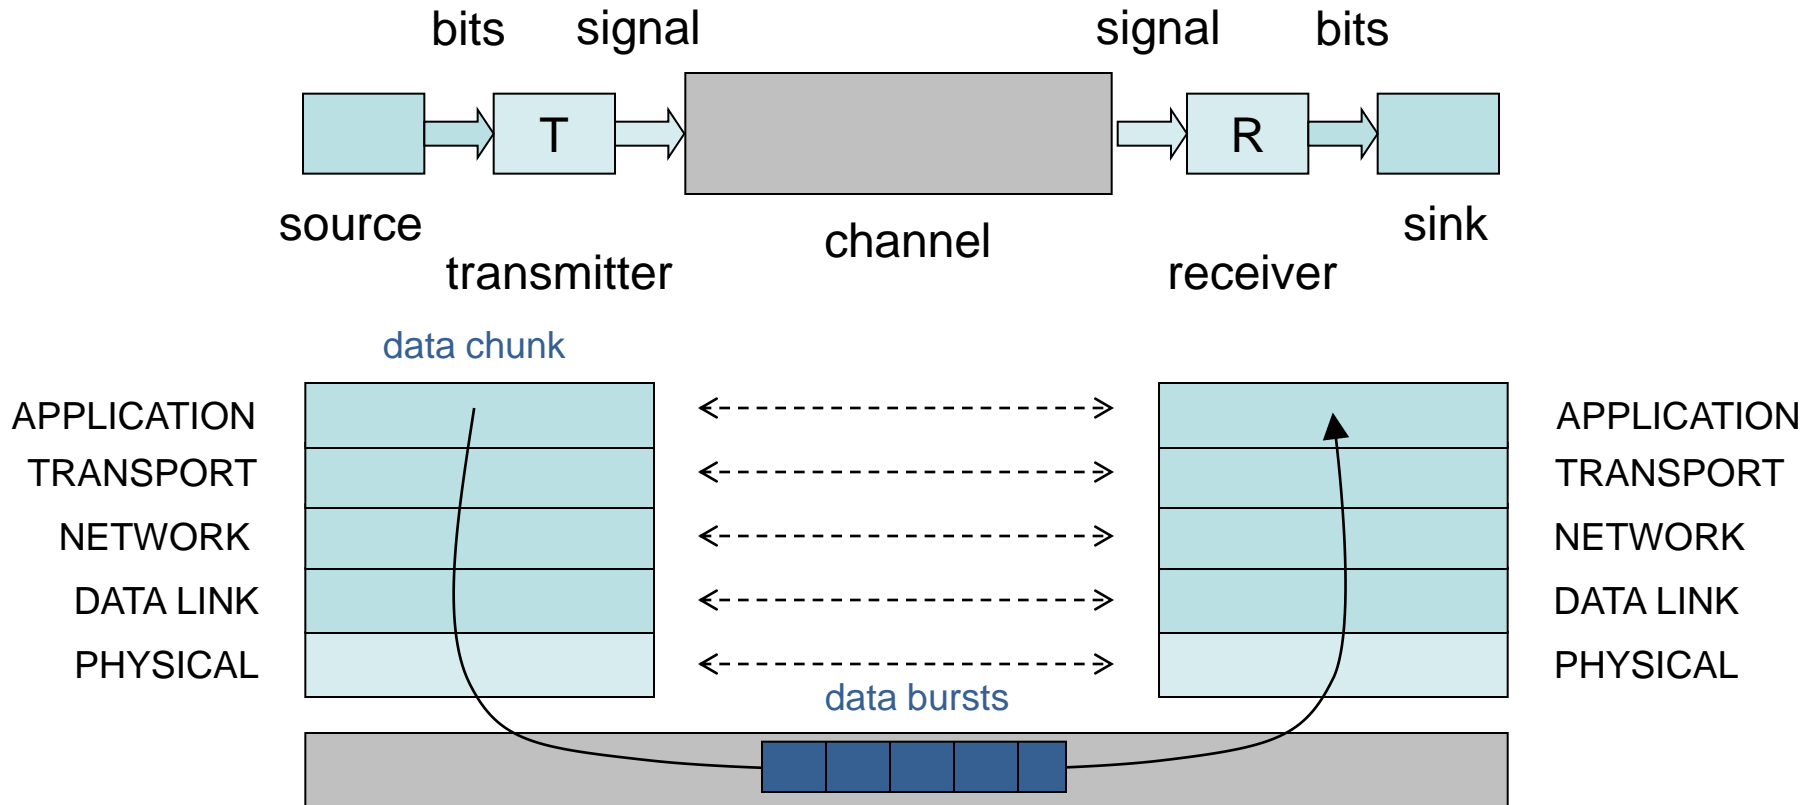 bits signal signal bits
T R
source channel sink
transmitter receiver
data chunk
APPLICATION APPLICATION
TRANSPORT TRANSPORT
NETWORK NETWORK
DATA LINK DATA LINK
PHYSICAL PHYSICAL
data bursts